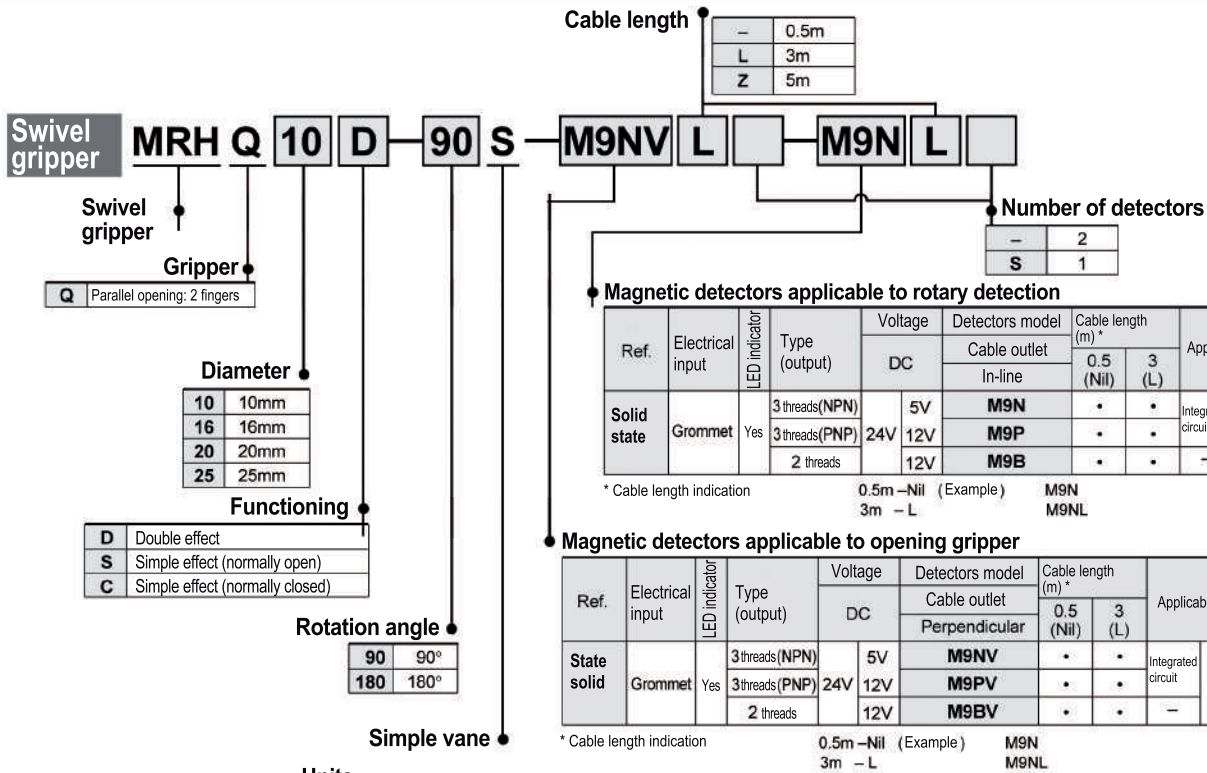 Cable length
– 0.5m
L 3m
Z 5m
Swivel gripper
MRH Q 10 D – 90 S – M9NV L – M9N L
Swivel gripper
Gripper
Q Parallel opening: 2 fingers
Diameter
10 10mm
16 16mm
20 20mm
25 25mm
Functioning
D Double effect
S Simple effect (normally open)
C Simple effect (normally closed)
Rotation angle
90 90°
180 180°
Simple vane
Number of detectors
– 2
S 1
Magnetic detectors applicable to rotary detection
Ref. Electrical input LED indicator Type (output) Voltage Detectors model Cable length (m) *
DC Cable outlet 0.5 (Nil) 3 (L)
In-line
Solid state Grommet Yes 3 threads(NPN) 24V 5V M9N • •
3 threads(PNP) 12V M9P • •
2 threads 12V M9B • • –
* Cable length indication 0.5m –Nil (Example) M9N
3m – L M9NL
Magnetic detectors applicable to opening gripper
Ref. Electrical input LED indicator Type (output) Voltage Detectors model Cable length (m) *
DC Cable outlet 0.5 (Nil) 3 (L)
Perpendicular
State solid Grommet Yes 3 threads(NPN) 24V 5V M9NV • • Integrated circuit
3 threads(PNP) 12V M9PV • •
2 threads 12V M9BV • • –
* Cable length indication 0.5m –Nil (Example) M9N
3m – L M9NL